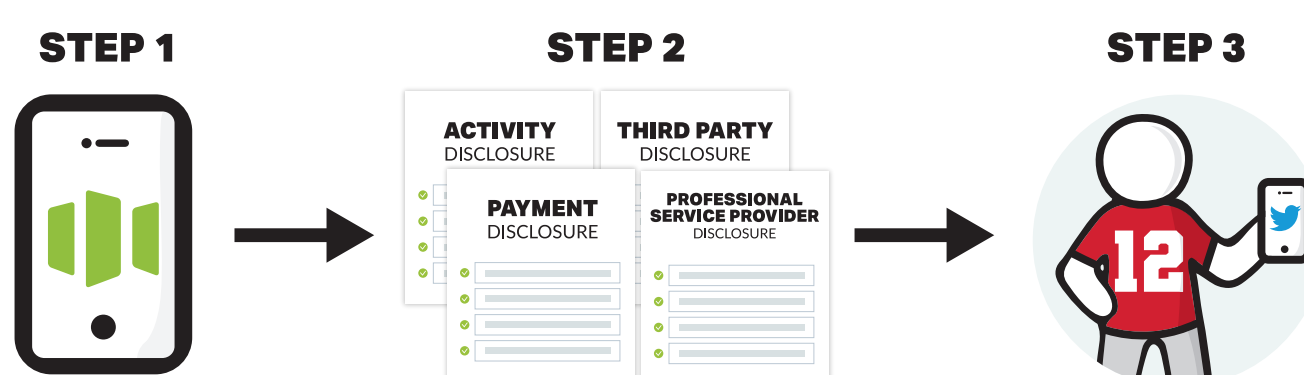 STEP 1
STEP 2
STEP 3
ACTIVITY
DISCLOSURE
THIRD PARTY
DISCLOSURE
PAYMENT
DISCLOSURE
PROFESSIONAL
SERVICE PROVIDER
DISCLOSURE
12